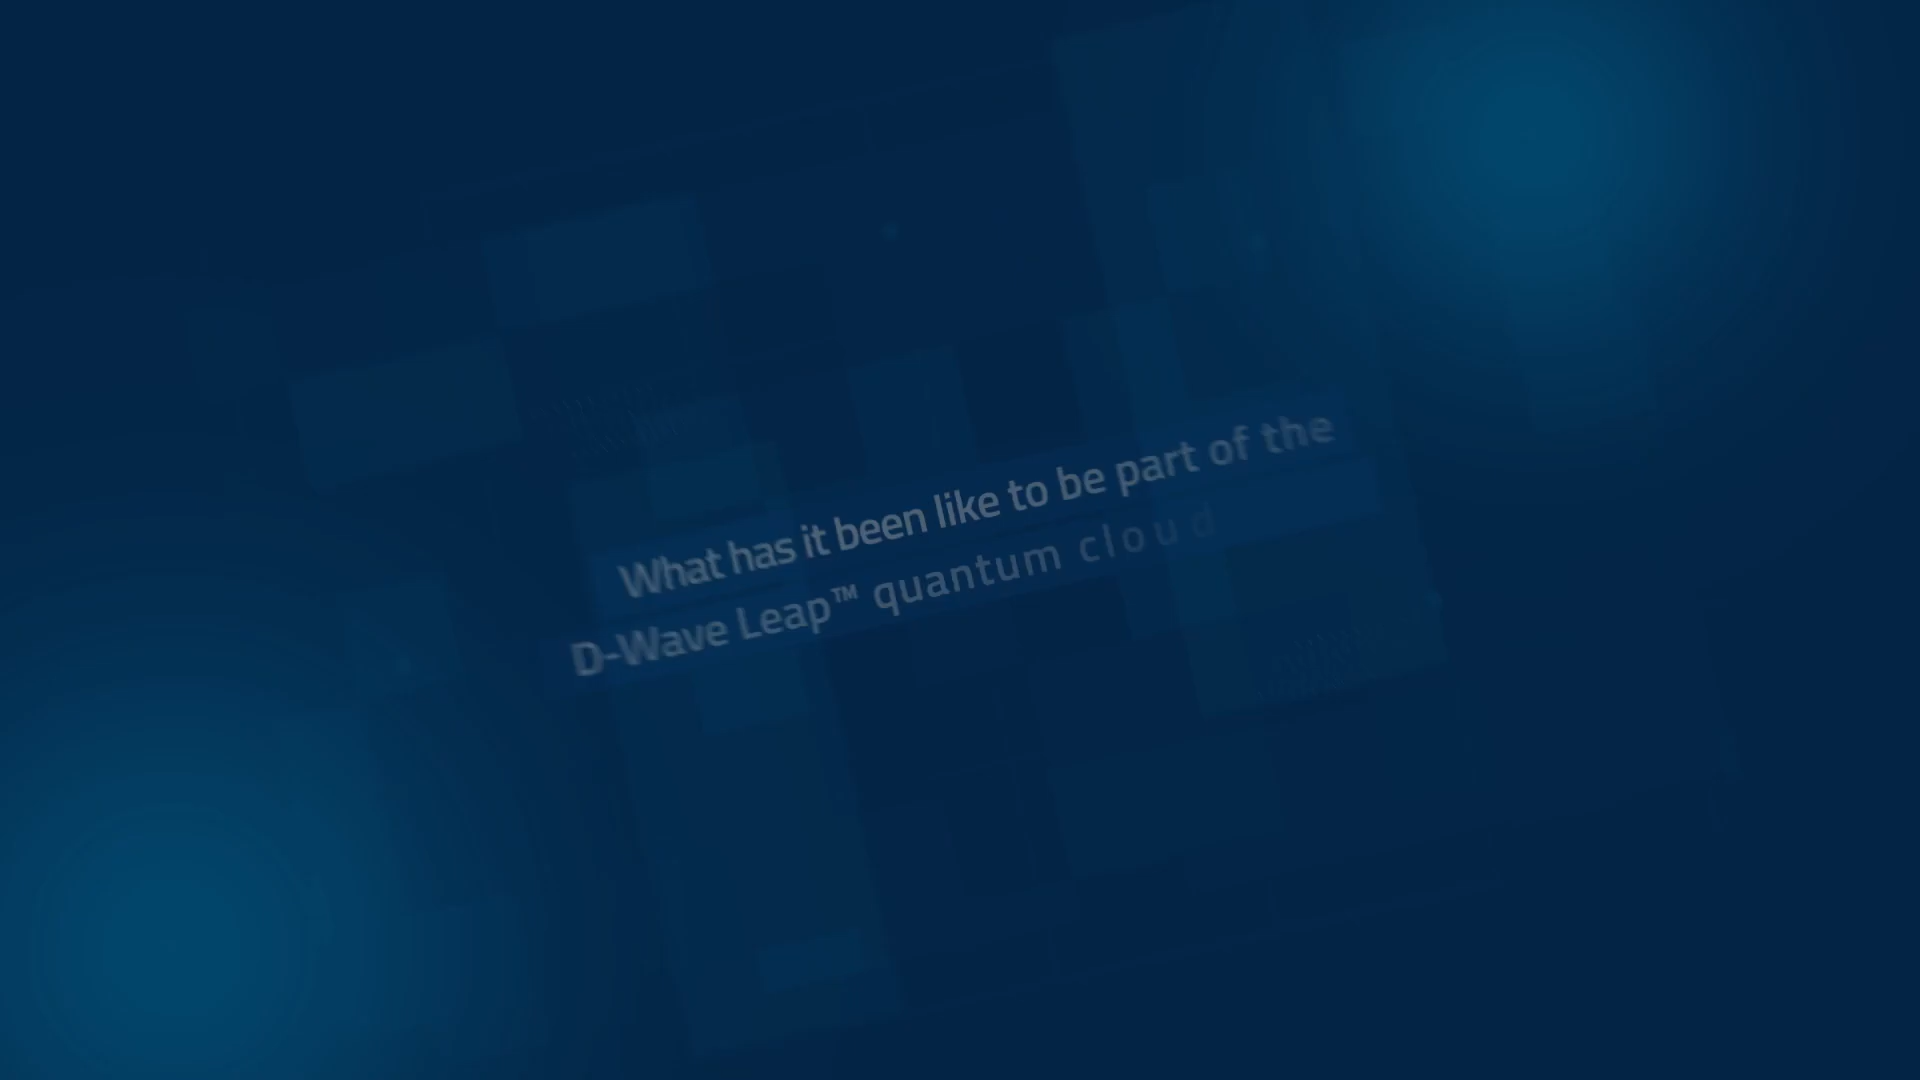 What has it been like to be part of the
D-Wave Leap™ quantum cloud